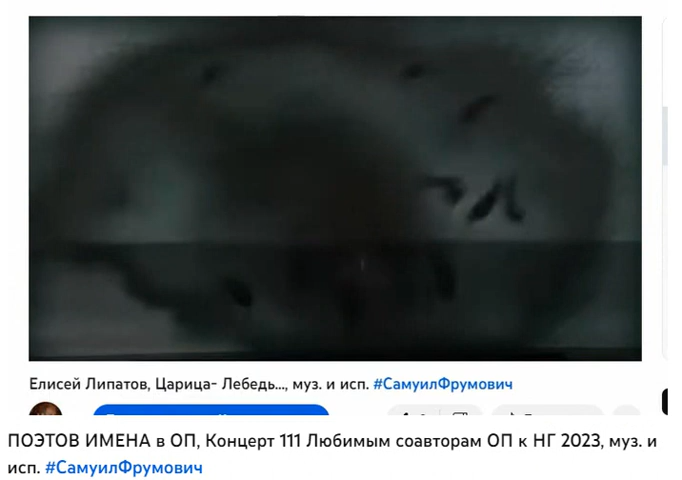 Елисей Липатов, Царица- Лебедь..., муз. и исп. #СамуилФрумович
ПОЭТОВ ИМЕНА в ОП, Концерт 111 Любимым соавторам ОП к НГ 2023, муз. и
исп. #СамуилФрумович